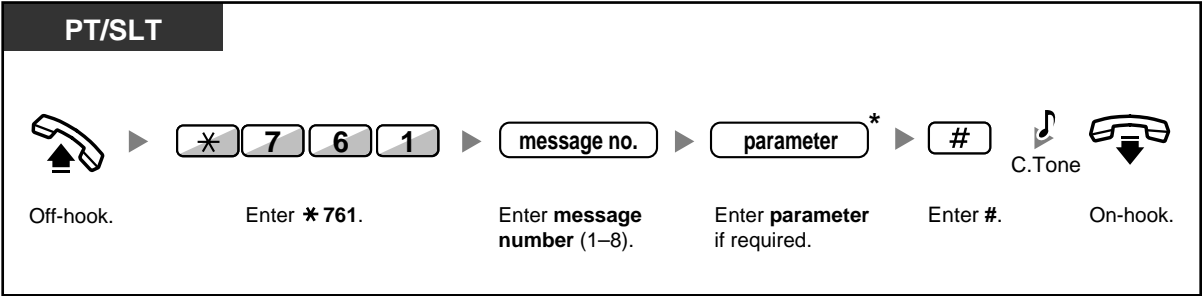 PT/SLT
* 7 6 1
message no.
parameter *
#
C.Tone
Off-hook.
Enter * 761.
Enter message
number (1–8).
Enter parameter
if required.
Enter #.
On-hook.